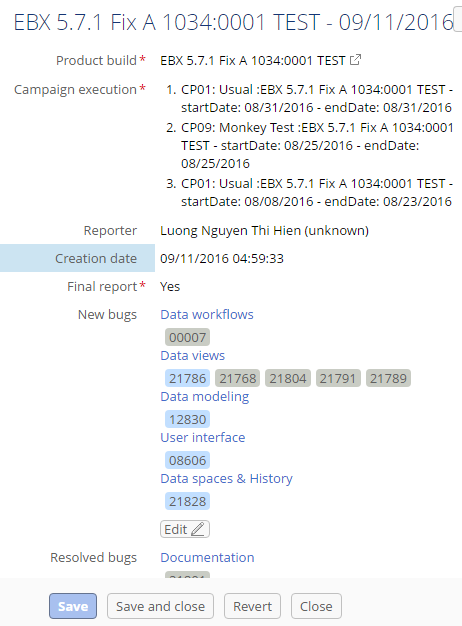 EBX 5.7.1 Fix A 1034:0001 TEST - 09/11/2016
Product build * EBX 5.7.1 Fix A 1034:0001 TEST
Campaign execution * 1. CP01: Usual :EBX 5.7.1 Fix A 1034:0001 TEST -
startDate: 08/31/2016 - endDate: 08/31/2016
2. CP09: Monkey Test :EBX 5.7.1 Fix A 1034:0001
TEST - startDate: 08/25/2016 - endDate:
08/25/2016
3. CP01: Usual :EBX 5.7.1 Fix A 1034:0001 TEST -
startDate: 08/08/2016 - endDate: 08/23/2016
Reporter Luong Nguyen Thi Hien (unknown)
Creation date 09/11/2016 04:59:33
Final report * Yes
New bugs Data workflows
00007
Data views
21786 21768 21804 21791 21789
Data modeling
12830
User interface
08606
Data spaces & History
21828
Edit
Resolved bugs Documentation
Save Save and close Revert Close